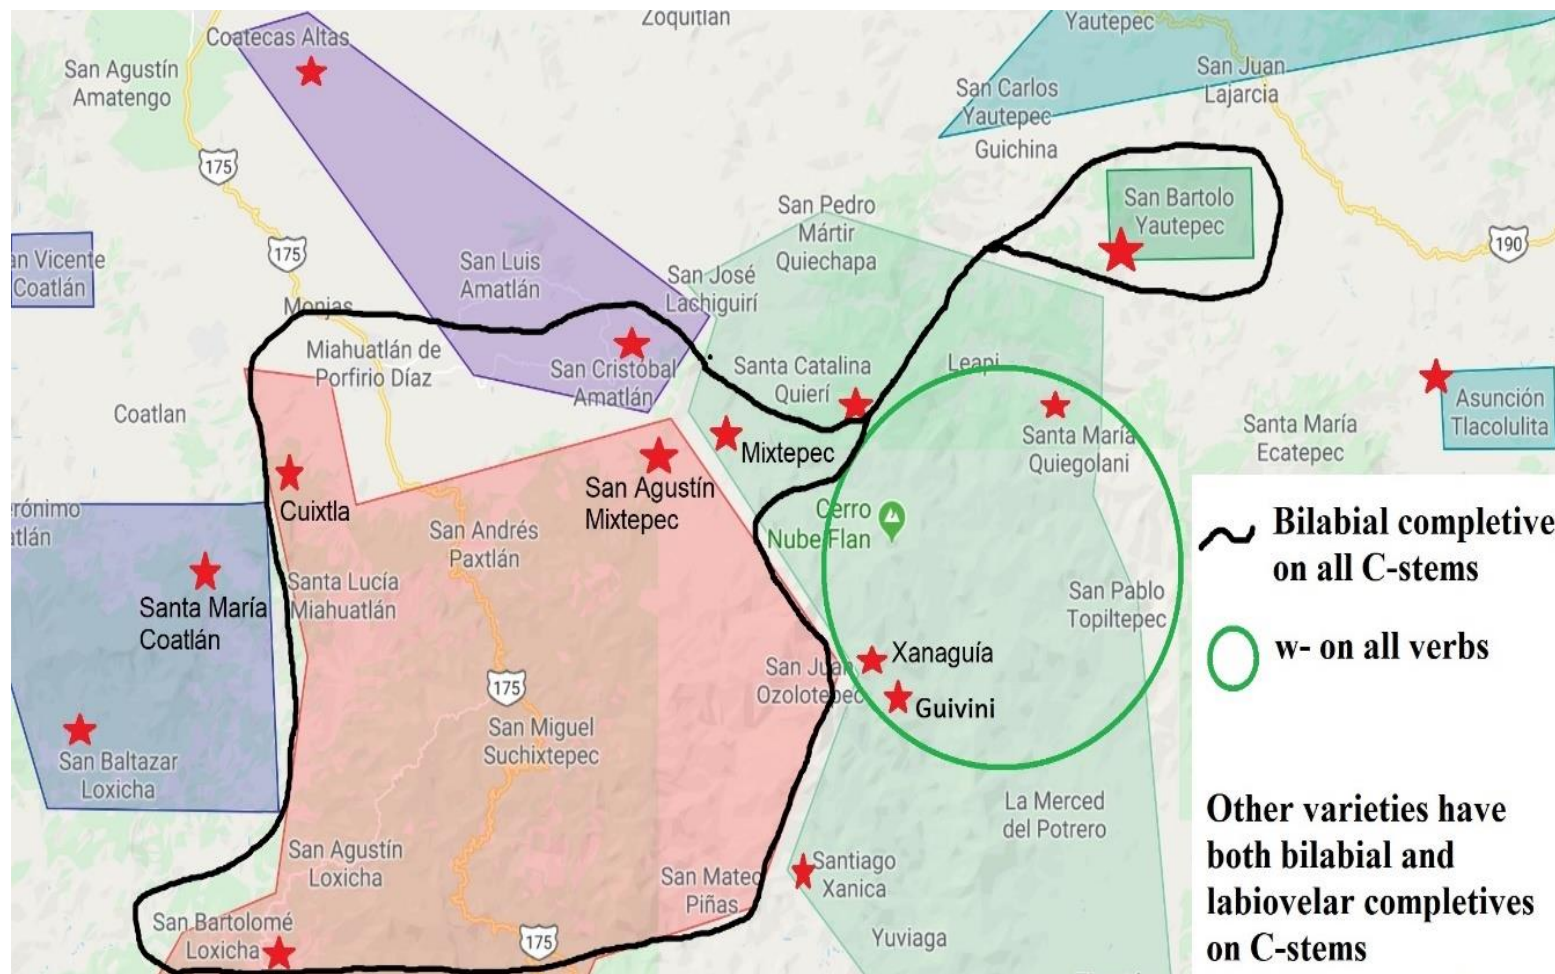 Zoquitlán
Yautepec
Coatecas Altas
San Agustín
Amatengo
San Juan
Lajarcia
San Carlos
Yautepec
Guichina
175
San Bartolo
Yautepec
San Pedro
Mártir
Quiechapa
190
175
an Vicente
Coatlán
San Luis
Amatlán
San José
Lachiguirí
Monjas
Miahuatlán de
Porfirio Díaz
San Cristóbal
Amatlán
Santa Catalina
Quierí
Leapi
Coatlan
Asunción
Tlacolulita
Santa María
Quiegolani
Santa María
Ecatepec
Mixtepec
Cuixtla
San Agustín
Mixtepec
erónimo
atlán
San Andrés
Paxtlán
Cerro
Nube Flan
Bilabial completive
on all C-stems
Santa Lucía
Miahuatlán
Santa María
Coatlán
San Pablo
Topiltepec
w- on all verbs
San Juan
Ozolotepec
Xanaguía
Guivini
175
San Miguel
Suchixtepec
San Baltazar
Loxicha
La Merced
del Potrero
Other varieties have
both bilabial and
labiovelar completives
on C-stems
San Agustín
Loxicha
San Mateo
Piñas
Santiago
Xanica
San Bartolomé
Loxicha
175
Yuviaga